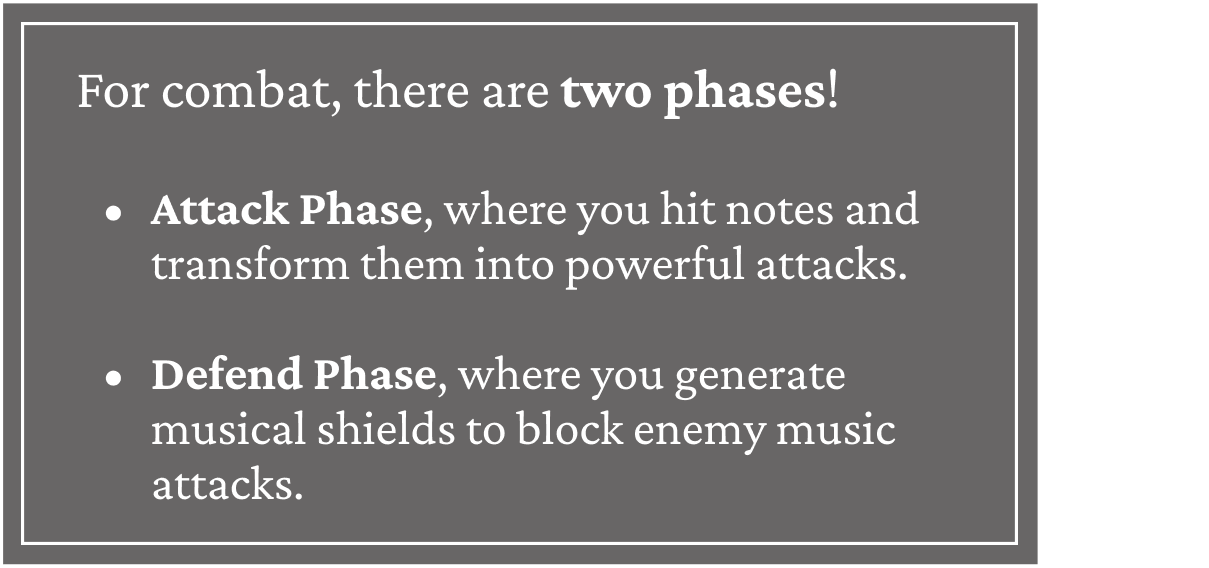 For combat, there are two phases!
• Attack Phase, where you hit notes and
transform them into powerful attacks.
• Defend Phase, where you generate
musical shields to block enemy music
attacks.